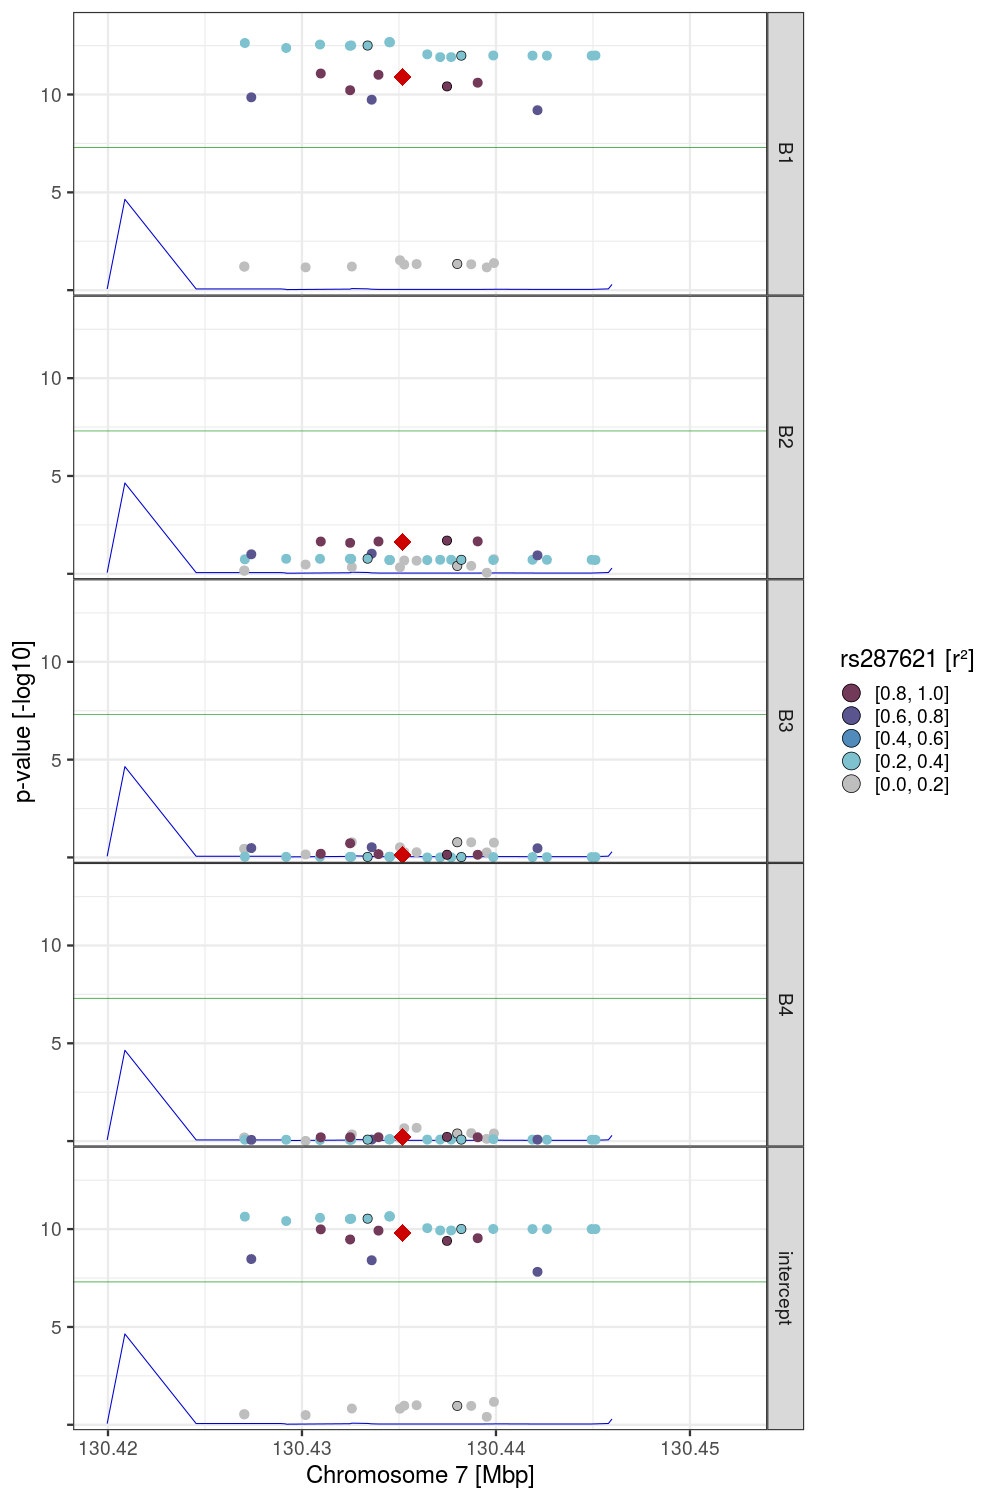 10
5
B1
10
5
B2
10
5
B3
10
5
B4
10
5
intercept
p-value [-log10]
130.42 130.43 130.44 130.45
Chromosome 7 [Mbp]
rs287621 [r²]
[0.8, 1.0]
[0.6, 0.8]
[0.4, 0.6]
[0.2, 0.4]
[0.0, 0.2]